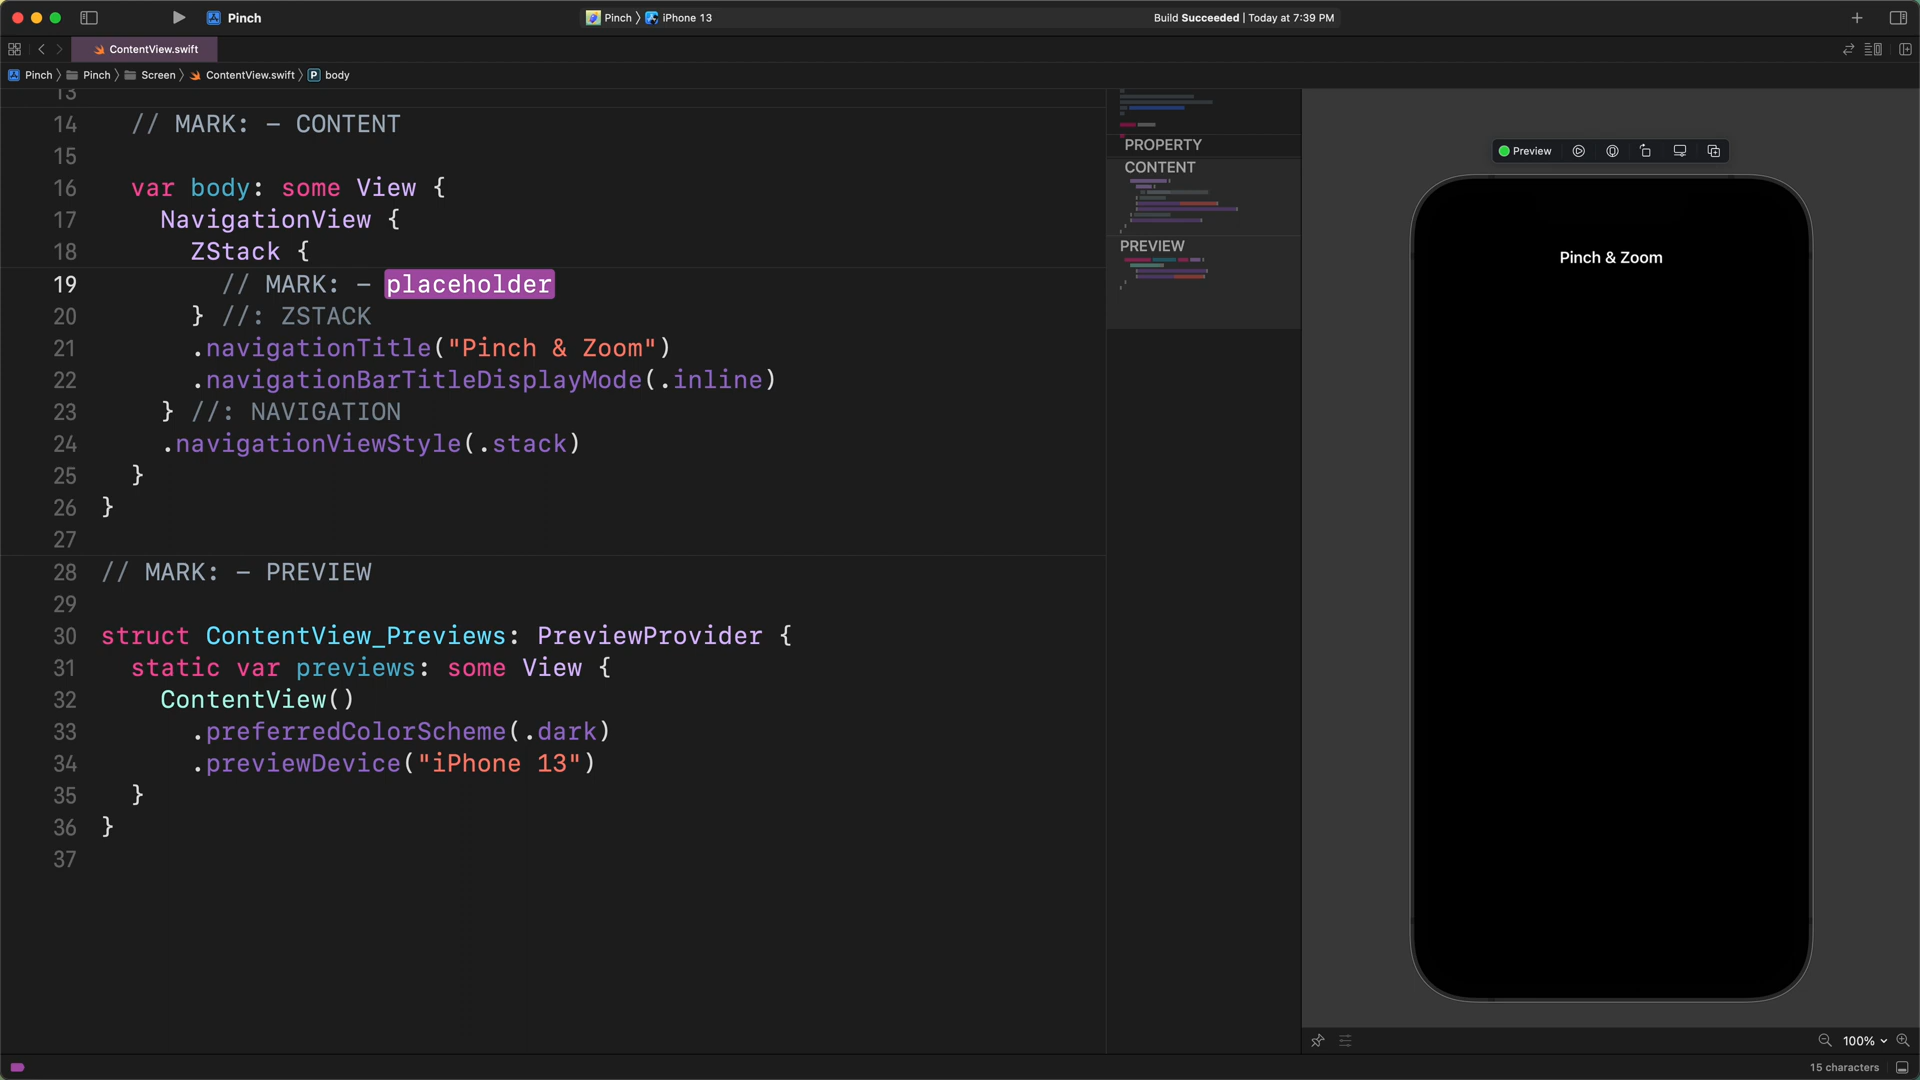 Pinch
Pinch 〉 iPhone 13
Build Succeeded | Today at 7:39 PM
ContentView.swift
Pinch 〉 Pinch 〉 Screen 〉 ContentView.swift 〉 P body
13
14 // MARK: - CONTENT
15
16 var body: some View {
17 NavigationView {
18 ZStack {
19 // MARK: - placeholder
20 } //: ZSTACK
21 .navigationTitle("Pinch & Zoom")
22 .navigationBarTitleDisplayMode(.inline)
23 } //: NAVIGATION
24 .navigationViewStyle(.stack)
25 }
26 }
27
28 // MARK: - PREVIEW
29
30 struct ContentView_Previews: PreviewProvider {
31 static var previews: some View {
32 ContentView()
33 .preferredColorScheme(.dark)
34 .previewDevice("iPhone 13")
35 }
36 }
37
PROPERTY
CONTENT
PREVIEW
Preview
Pinch & Zoom
100%
15 characters